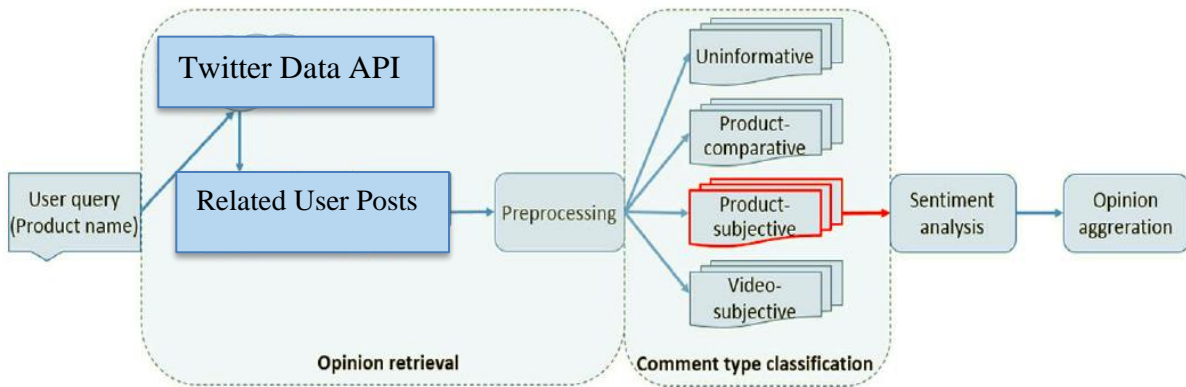 Twitter Data API
Related User Posts
User query
(Product name)
Preprocessing
Uninformative
Product-
comparative
Product-
subjective
Video-
subjective
Sentiment
analysis
Opinion
aggreration
Opinion retrieval
Comment type classification